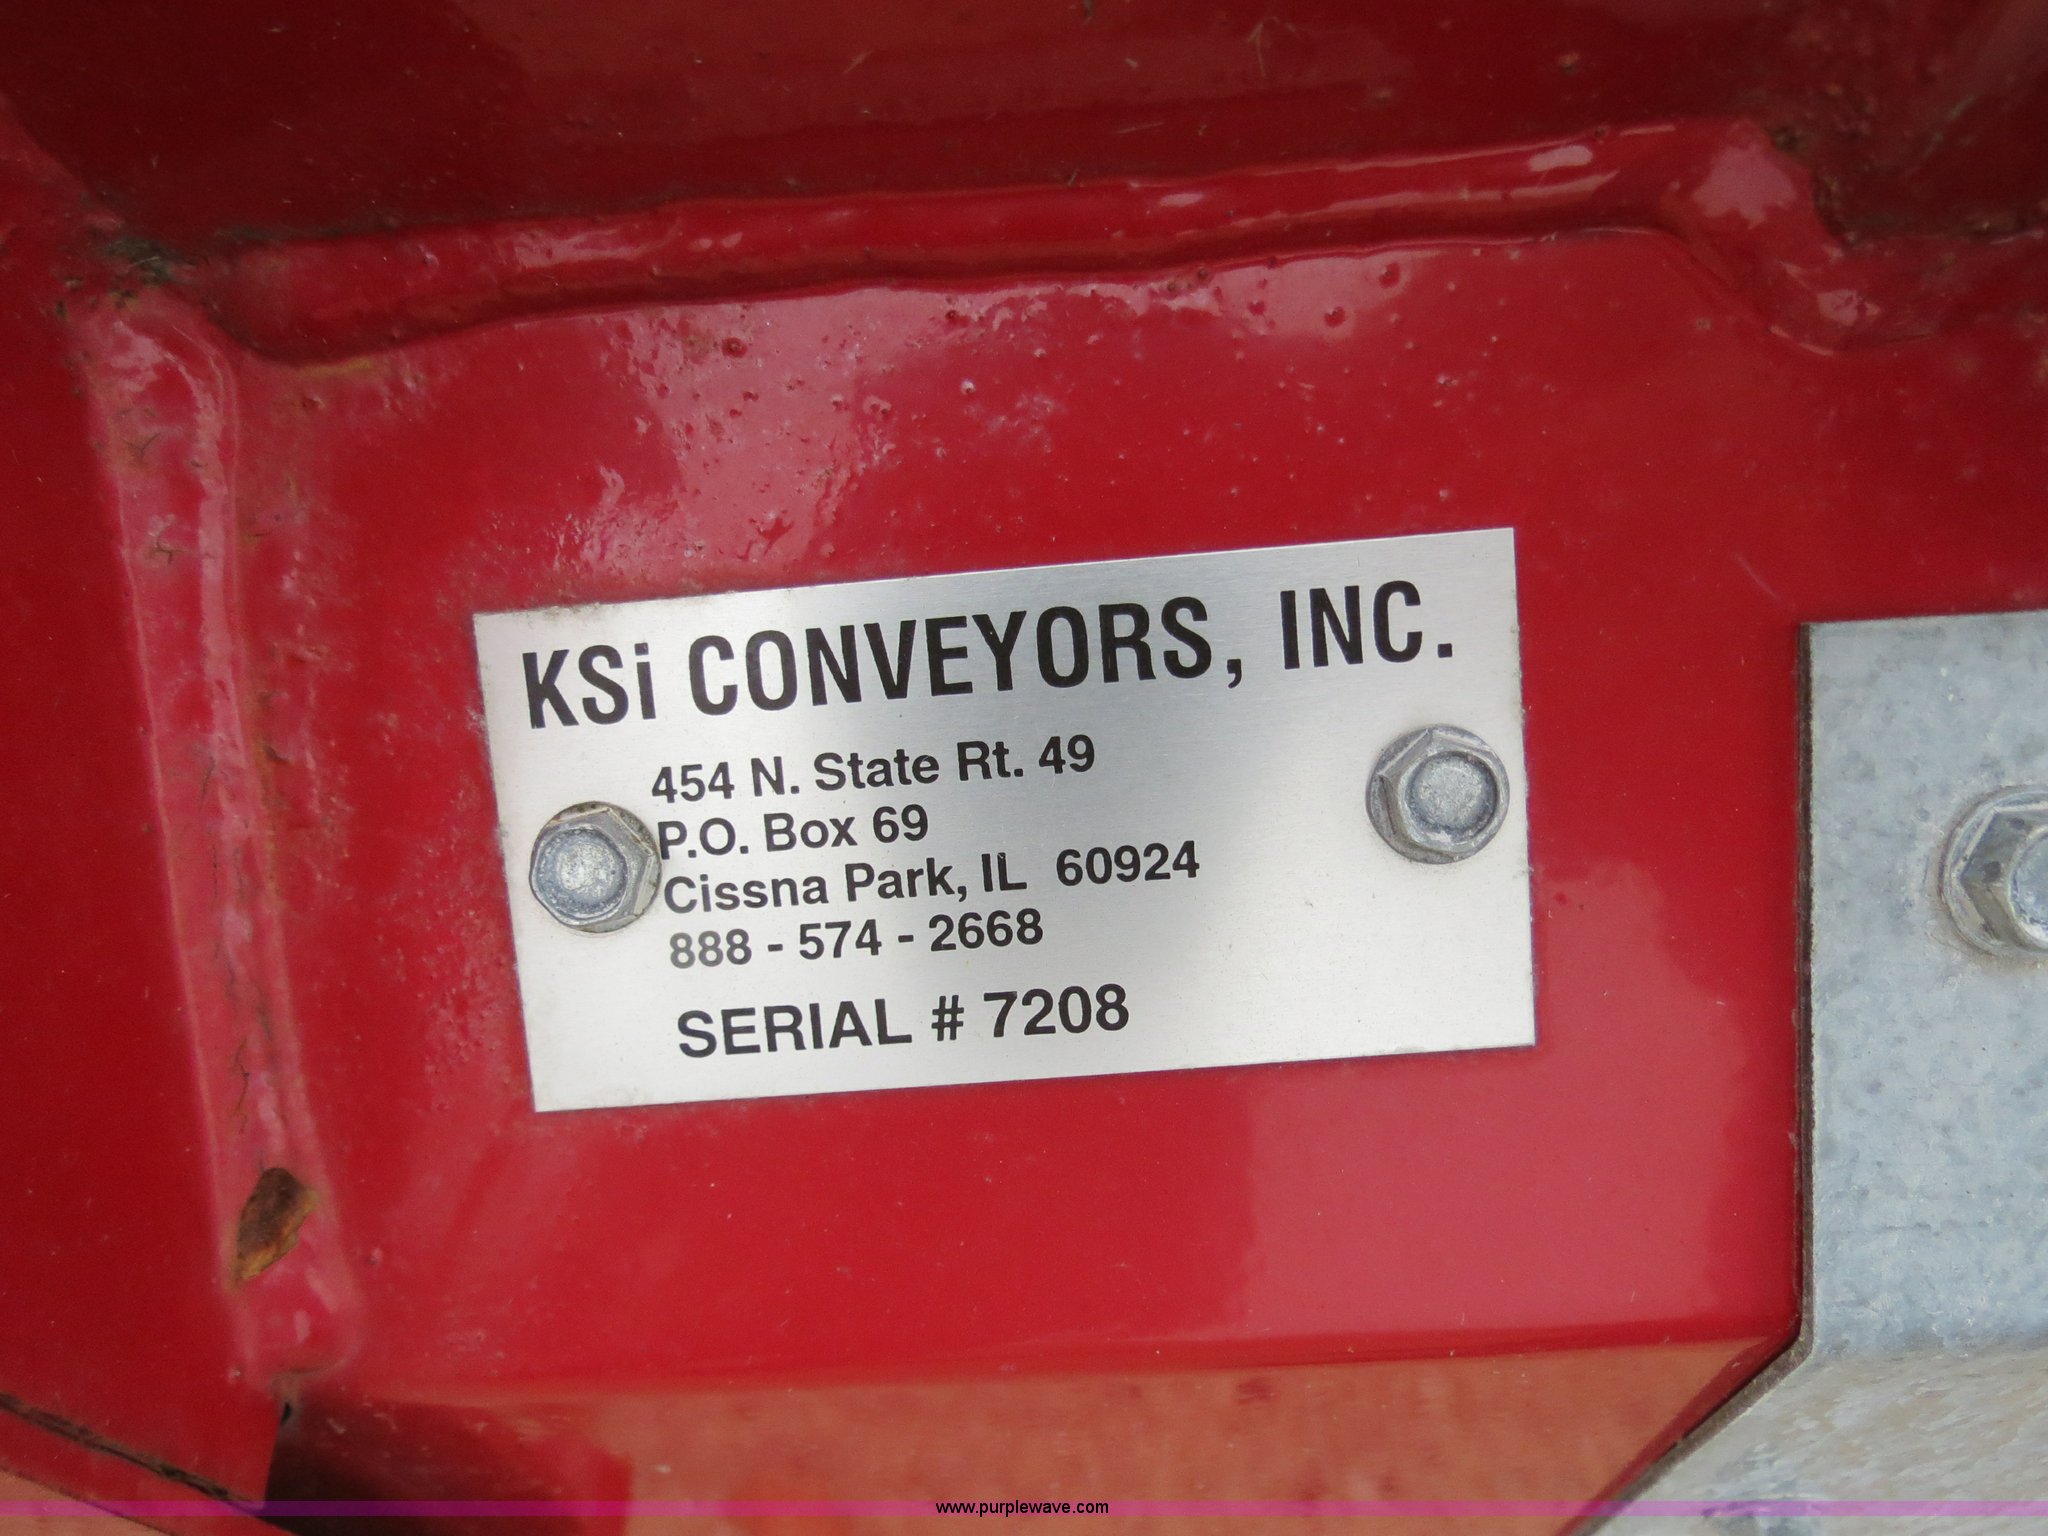 KSi CONVEYORS, INC.
454 N. State Rt. 49
P.O. Box 69
Cissna Park, IL 60924
888 - 574 - 2668
SERIAL # 7208
www.purplewave.com